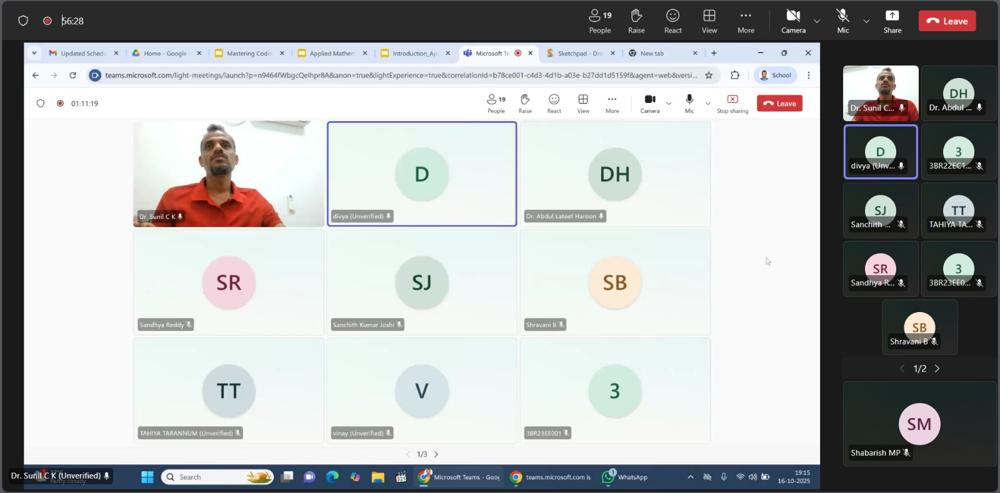 56:28
19
People
Raise
React
View
More
Camera
Mic
Share
Leave
Updated Schedu
Home - Google
Mastering Codin
Applied Mathem
Introduction_Ap
Microsoft Te
Sketchpad - Dra
New tab
teams.microsoft.com/light-meetings/launch?p=n9464fWbgcQelhpr8A&anon=true&lightExperience=true&correlationId=b78ce001-c4d3-4d1b-a03e-b27dd1d5159f&agent=web&versi...
School
01:11:19
19
People
Raise
React
View
More
Camera
Mic
Stop sharing
Leave
Dr. Sunil C K
D
divya (Unverified)
DH
Dr. Abdul Lateef Haroon
SR
Sandhya Reddy
SJ
Sanchith Kumar Joshi
SB
Shravani B
TT
TAHIYA TARANNUM (Unverified)
V
vinay (Unverified)
3
3BR23EE001
1/3
Dr. Sunil C...
DH
Dr. Abdul ...
D
divya (Unv...
3
3BR22EC1...
SJ
Sanchith ...
TT
TAHIYA TA...
SR
Sandhya R...
3
3BR23EE0...
SB
Shravani B
1/2
SM
Shabarish MP
Dr. Sunil C K (Unverified)
Partly cloudy
Search
Microsoft Teams - Goog
teams.microsoft.com is
1
WhatsApp
19:15
16-10-2025